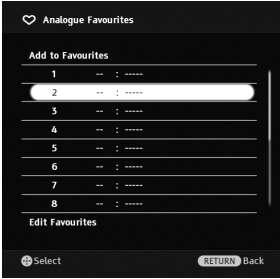 Analogue Favourites
Add to Favourites
1 -- : -----
2 -- : -----
3 -- : -----
4 -- : -----
5 -- : -----
6 -- : -----
7 -- : -----
8 -- : -----
Edit Favourites
Select RETURN Back